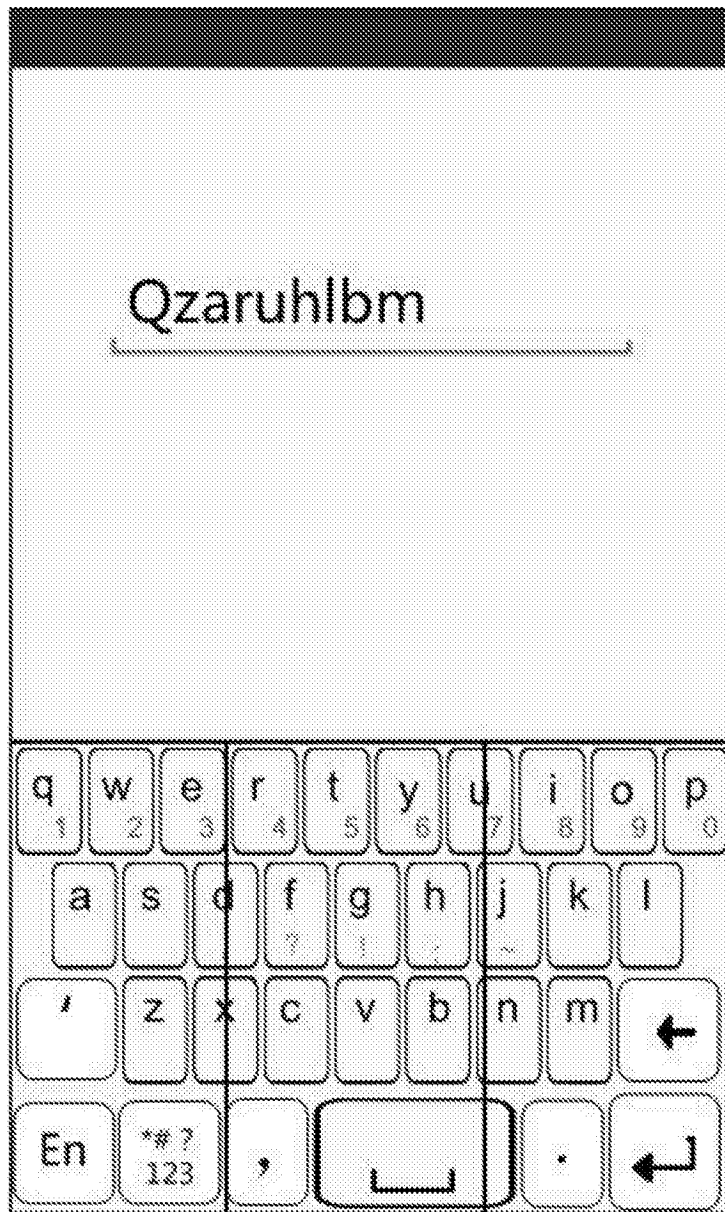 Qzaruhlbm
q w e r t y u i o p
1 2 3 4 5 6 7 8 9 0
a s d f g h j k l
? ! : ~
' z x c v b n m
En *# ? , .
123